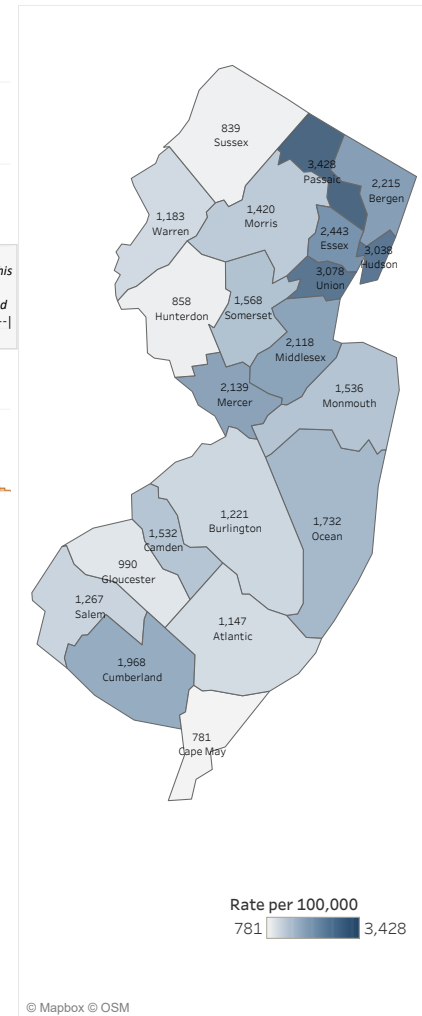 839
Sussex
3,428
Passaic
2,215
Bergen
1,183
Warren
1,420
Morris
2,443
Essex
3,038
Hudson
3,078
Union
his
858
Hunterdon
1,568
Somerset
d
--|
2,118
Middlesex
2,139
Mercer
1,536
Monmouth
1,221
Burlington
1,732
Ocean
1,532
Camden
990
Gloucester
1,267
Salem
1,147
Atlantic
1,968
Cumberland
781
Cape May
Rate per 100,000
781 3,428
© Mapbox © OSM